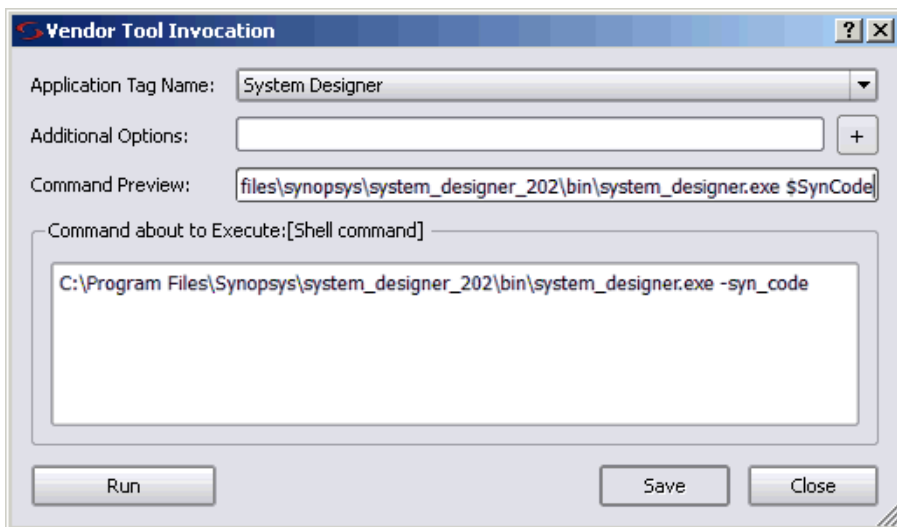 Vendor Tool Invocation
Application Tag Name: System Designer
Additional Options: +
Command Preview: files\synopsys\system_designer_202\bin\system_designer.exe $SynCode
Command about to Execute:[Shell command]
C:\Program Files\Synopsys\system_designer_202\bin\system_designer.exe -syn_code
Run Save Close